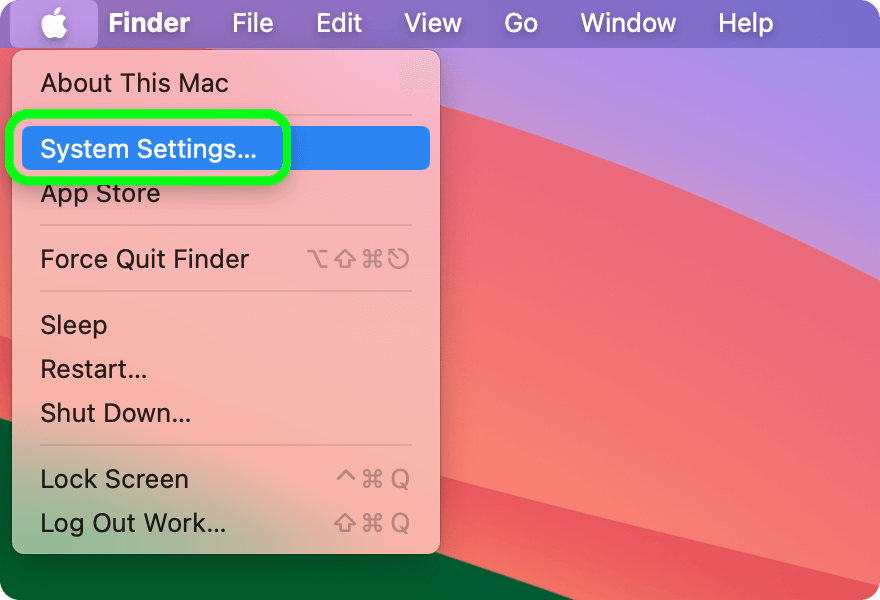 Finder File Edit View Go Window Help
About This Mac
System Settings...
App Store
Force Quit Finder ⌥⇧⌘⎋
Sleep
Restart...
Shut Down...
Lock Screen ^⌘Q
Log Out Work... ⇧⌘Q